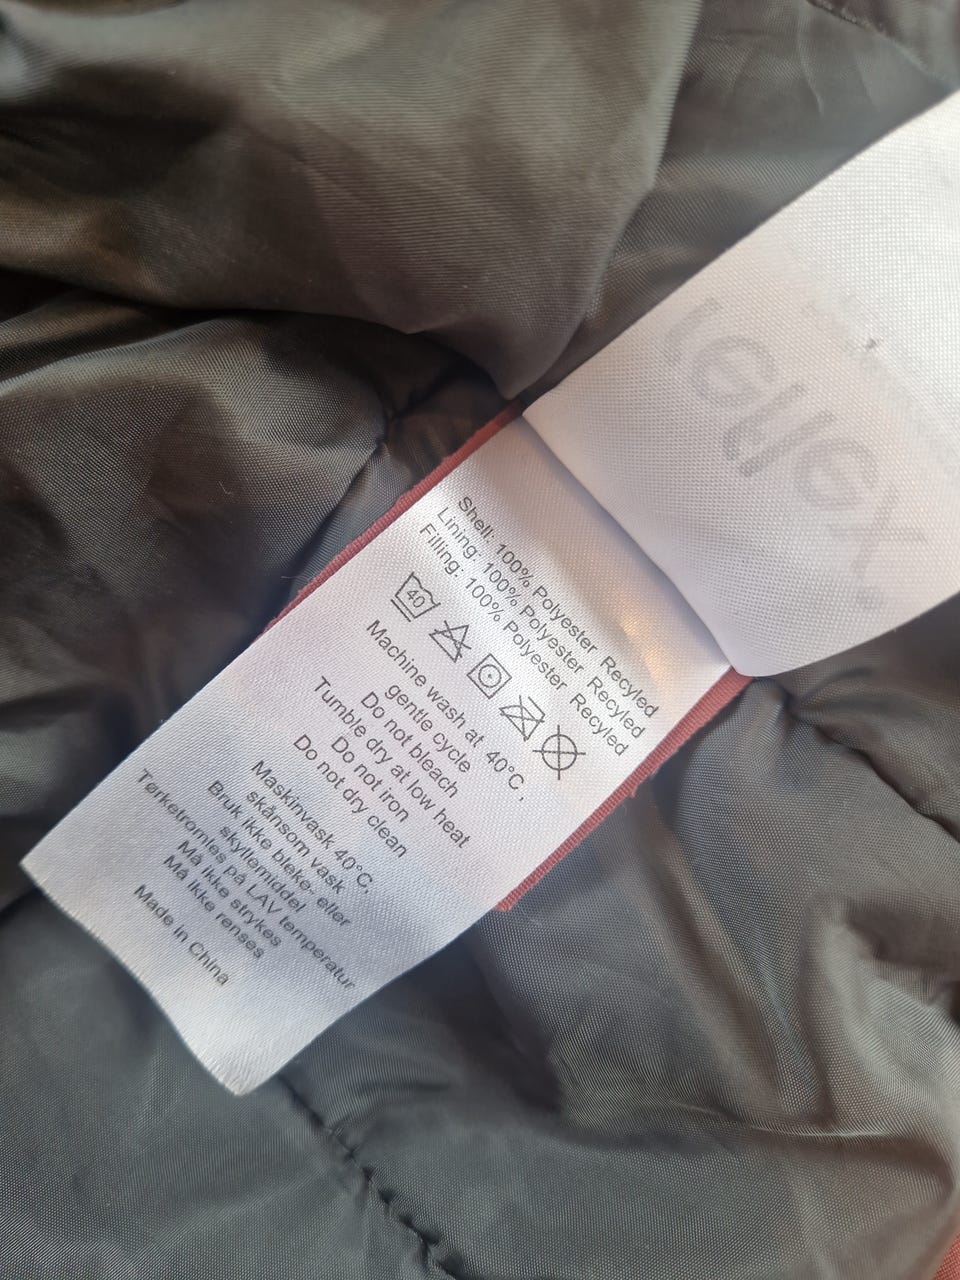 Shell: 100% Polyester Recyled
Lining: 100% Polyester Recyled
Filling: 100% Polyester Recyled
40
Machine wash at 40°C,
gentle cycle
Do not bleach
Tumble dry at low heat
Do not iron
Do not dry clean
Maskinvask 40°C,
skånsom vask
Bruk ikke bleke- eller
skyllemiddel
Tørketromles på LAV temperatur
Må ikke strykes
Må ikke renses
Made in China